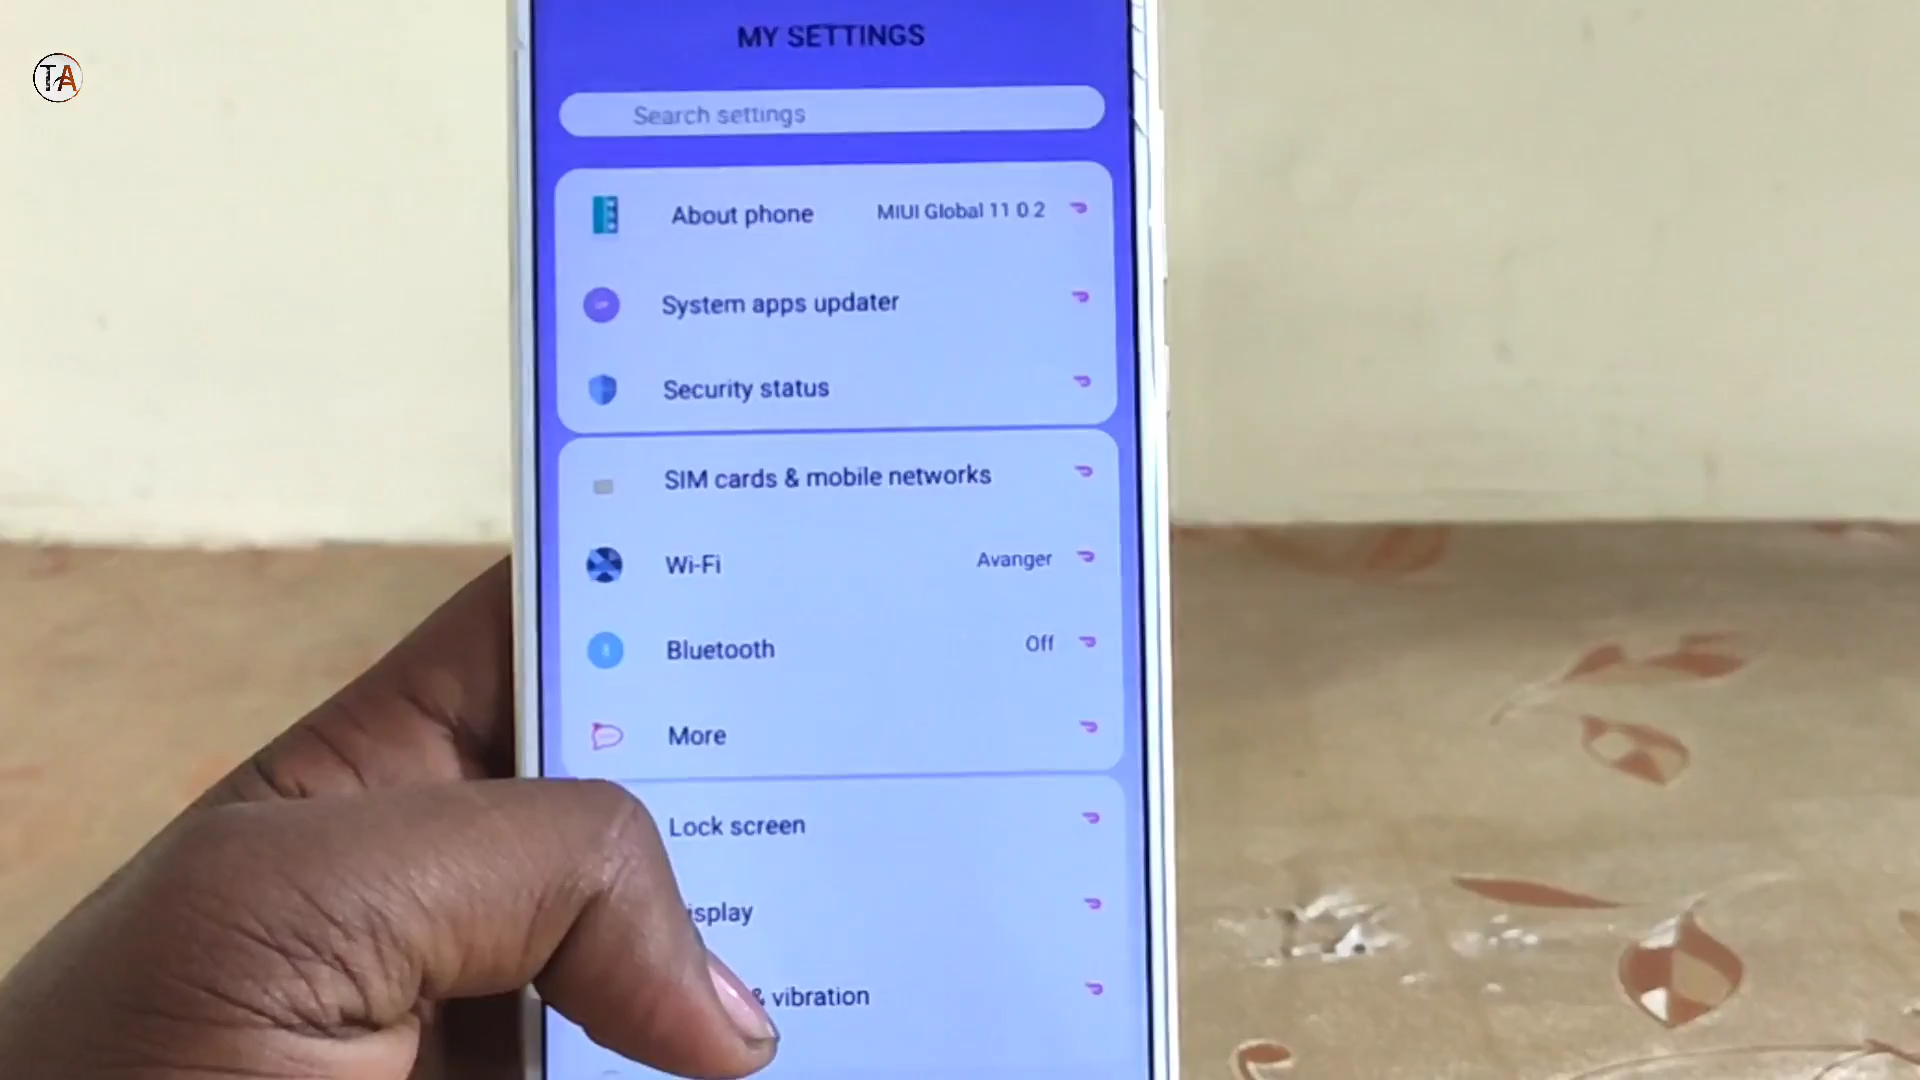 TA
MY SETTINGS
Search settings
About phone MIUI Global 11 0 2
System apps updater
Security status
SIM cards & mobile networks
Wi-Fi Avanger
Bluetooth Off
More
Lock screen
isplay
& vibration